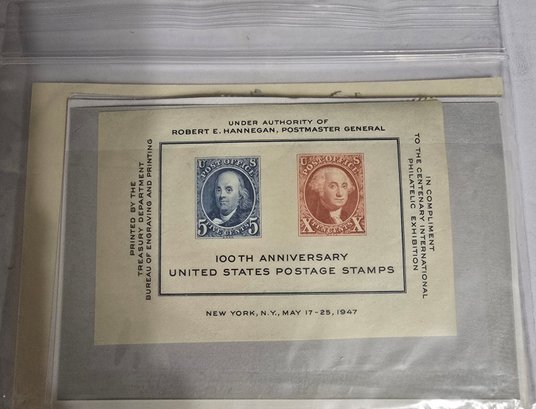 UNDER AUTHORITY OF
ROBERT E. HANNEGAN, POSTMASTER GENERAL
PRINTED BY THE
TREASURY DEPARTMENT
BUREAU OF ENGRAVING AND PRINTING
U S
POST OFFICE
5 FIVE CENTS 5
U S
POST OFFICE
X TEN CENTS X
100TH ANNIVERSARY
UNITED STATES POSTAGE STAMPS
IN COMPLIMENT
TO THE CENTENARY INTERNATIONAL
PHILATELIC EXHIBITION
NEW YORK, N.Y., MAY 17-25, 1947